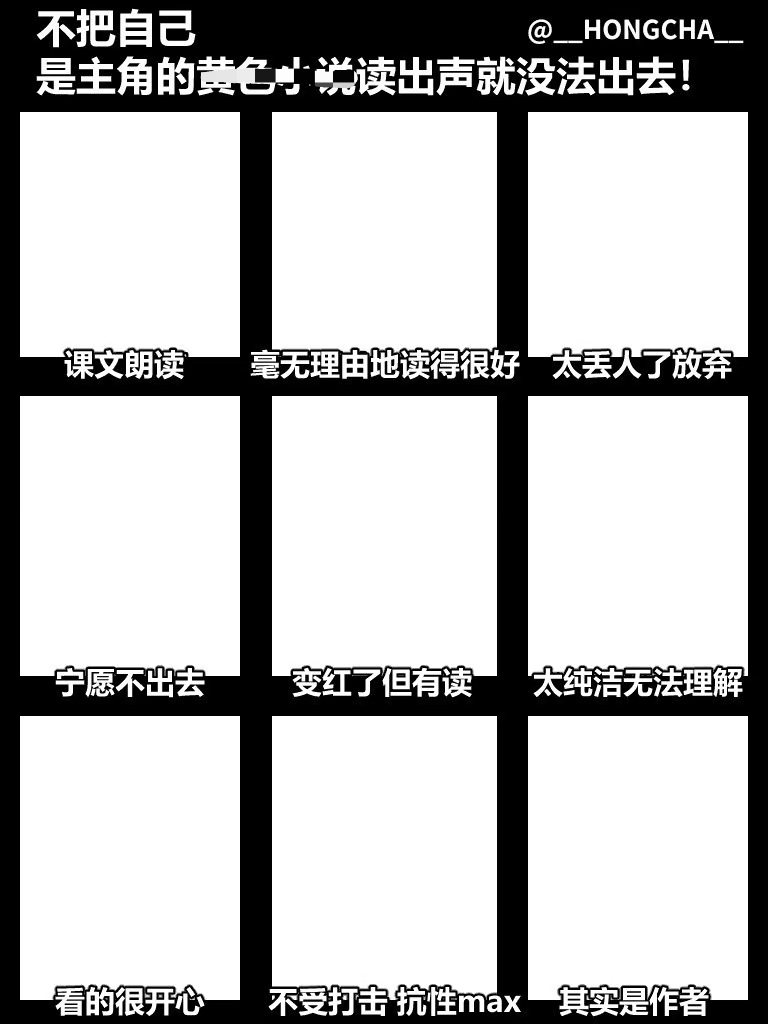 不把自己
@__HONGCHA__
是主角的黄色小说读出声就没法出去！
课文朗读
毫无理由地读得很好
太丢人了放弃
宁愿不出去
变红了但有读
太纯洁无法理解
看的很开心
不受打击 抗性max
其实是作者